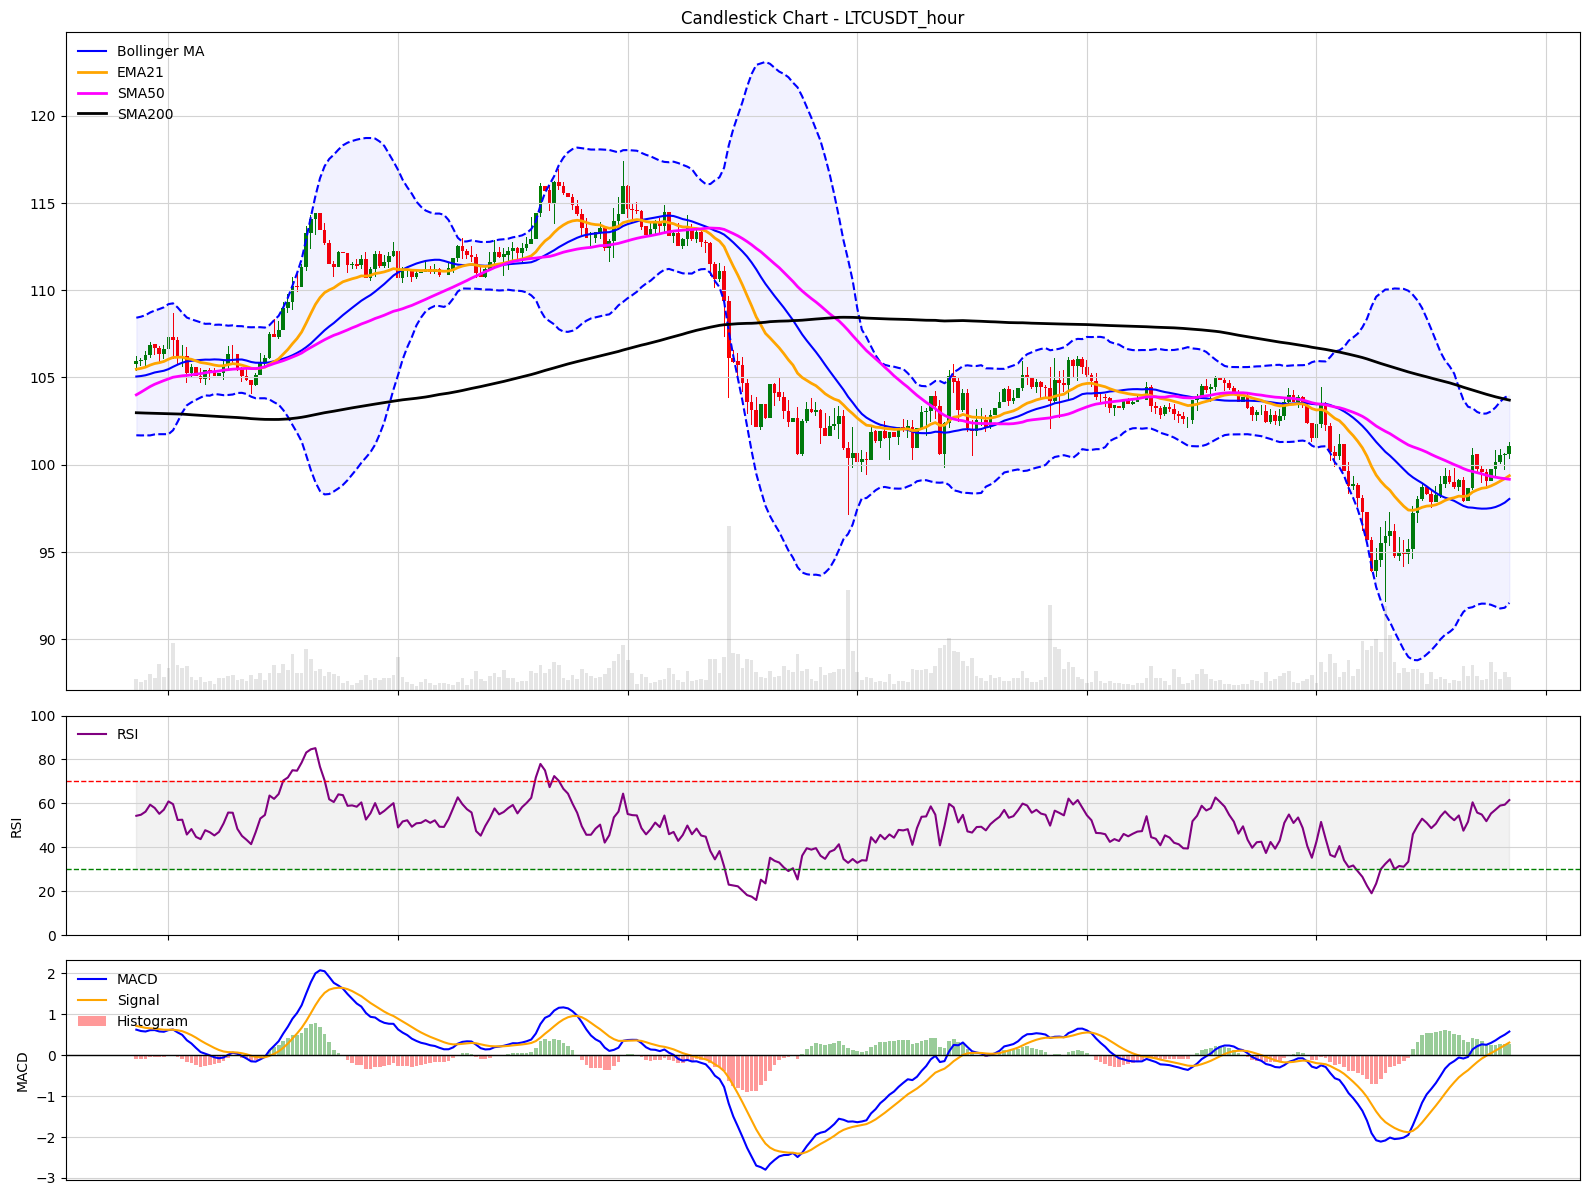 Candlestick Chart - LTCUSDT_hour
Bollinger MA
EMA21
SMA50
SMA200
120
115
110
105
100
95
90
RSI
100
80
60
40
20
0
RSI
MACD
Signal
Histogram
2
1
0
−1
−2
−3
MACD